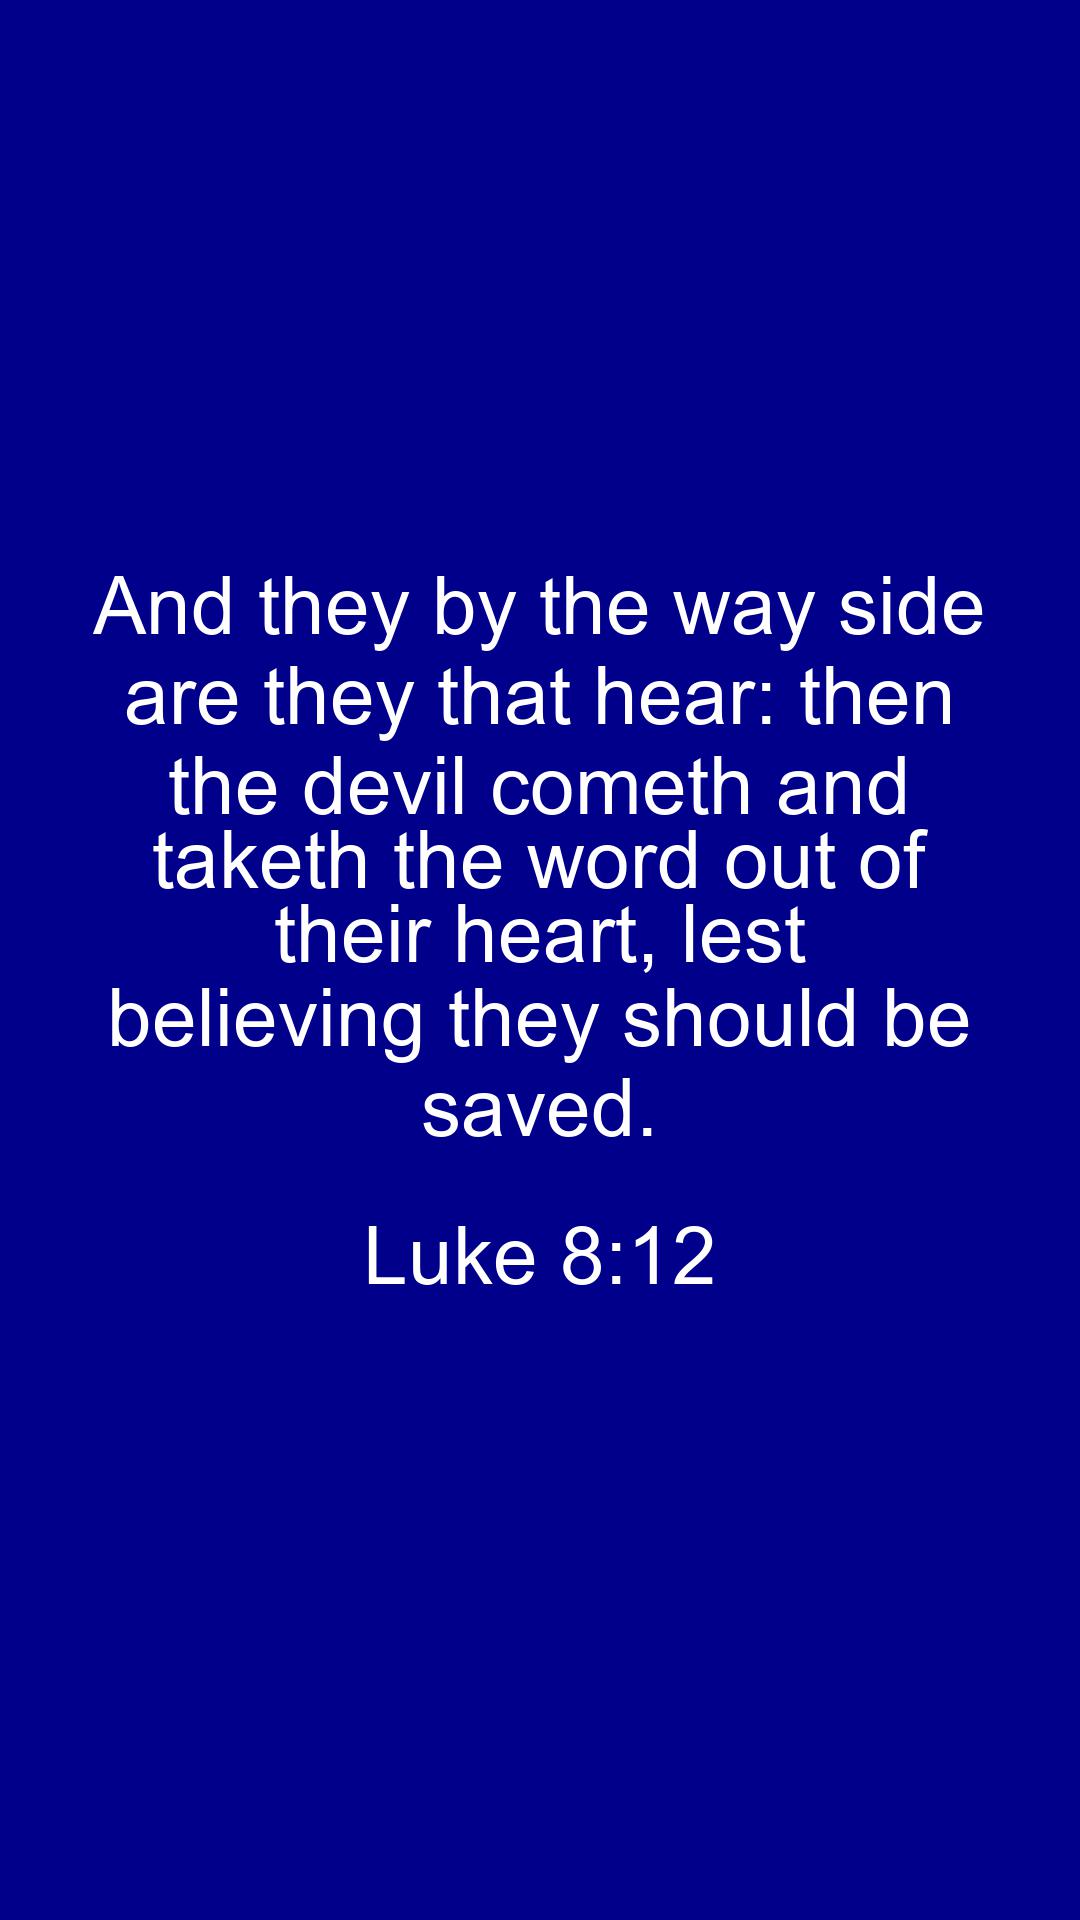 And they by the way side
are they that hear: then
the devil cometh and
taketh the word out of
their heart, lest
believing they should be
saved.
Luke 8:12